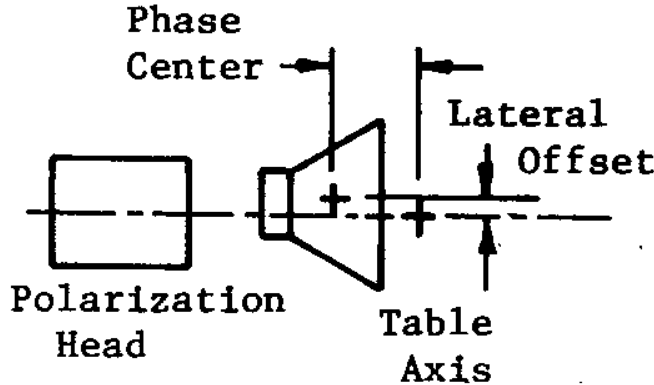 Phase
Center
Lateral
Offset
Polarization
Head
Table
Axis